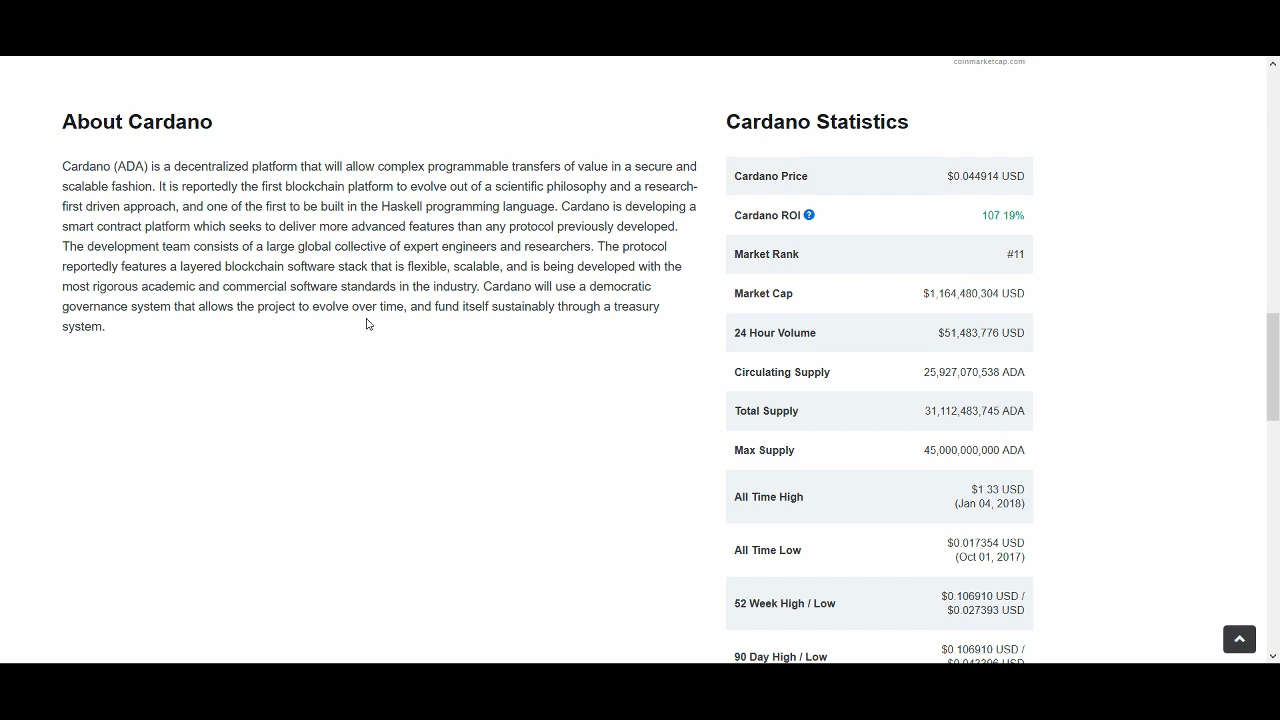 coinmarketcap.com
About Cardano
Cardano (ADA) is a decentralized platform that will allow complex programmable transfers of value in a secure and
scalable fashion. It is reportedly the first blockchain platform to evolve out of a scientific philosophy and a research-
first driven approach, and one of the first to be built in the Haskell programming language. Cardano is developing a
smart contract platform which seeks to deliver more advanced features than any protocol previously developed.
The development team consists of a large global collective of expert engineers and researchers. The protocol
reportedly features a layered blockchain software stack that is flexible, scalable, and is being developed with the
most rigorous academic and commercial software standards in the industry. Cardano will use a democratic
governance system that allows the project to evolve over time, and fund itself sustainably through a treasury
system.
Cardano Statistics
Cardano Price $0.044914 USD
Cardano ROI ? 107.19%
Market Rank #11
Market Cap $1,164,480,304 USD
24 Hour Volume $51,483,776 USD
Circulating Supply 25,927,070,538 ADA
Total Supply 31,112,483,745 ADA
Max Supply 45,000,000,000 ADA
All Time High $1.33 USD
(Jan 04, 2018)
All Time Low $0.017354 USD
(Oct 01, 2017)
52 Week High / Low $0.106910 USD /
$0.027393 USD
90 Day High / Low $0.106910 USD /